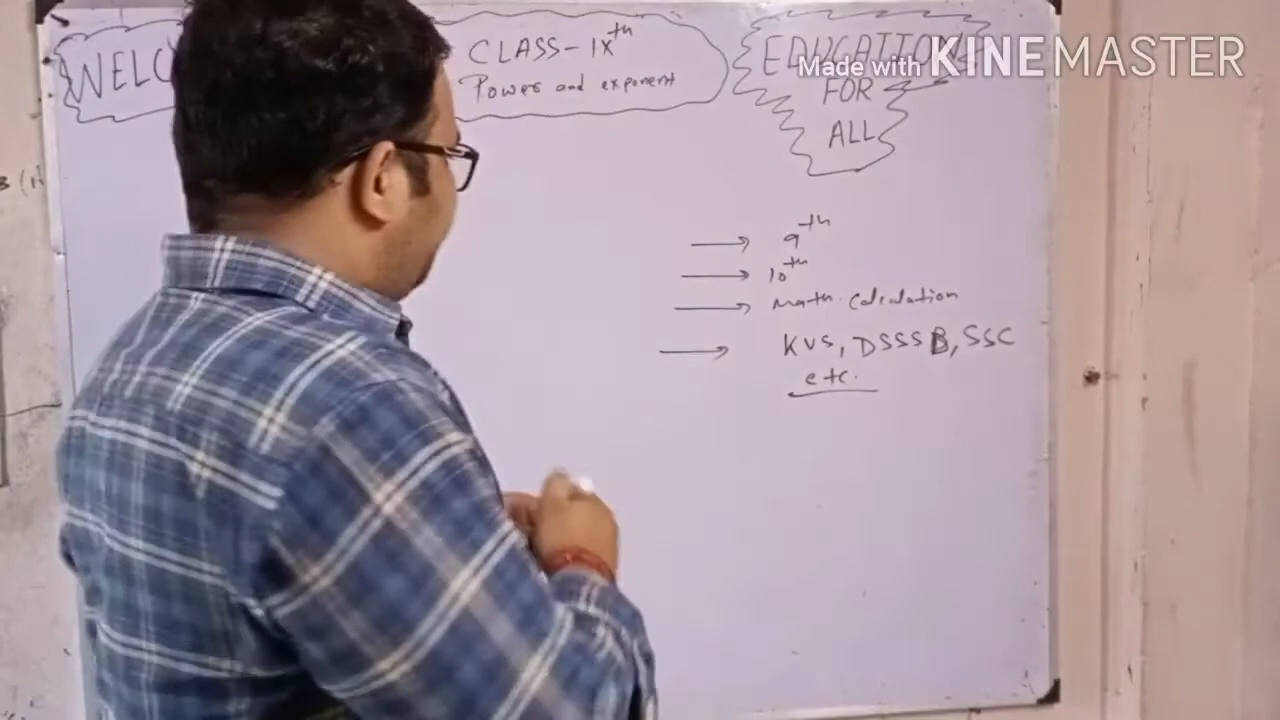 WELC
CLASS-IXth
Power and exponent
EDUCATION
FOR
ALL
Made with KINEMASTER
→ 9th
→ 10th
→ Math. Calculation
→ KVS, DSSSB, SSC
etc.